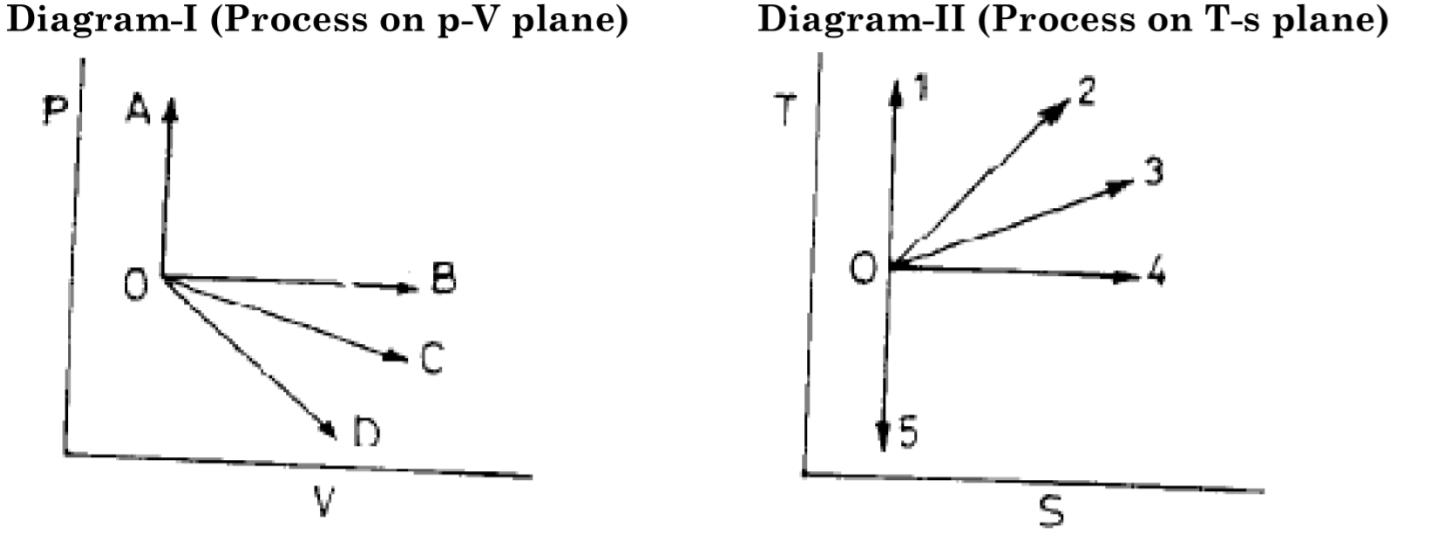 Diagram-I (Process on p-V plane)
P
A
O
B
C
D
V
Diagram-II (Process on T-s plane)
T
1
2
3
O
4
5
S